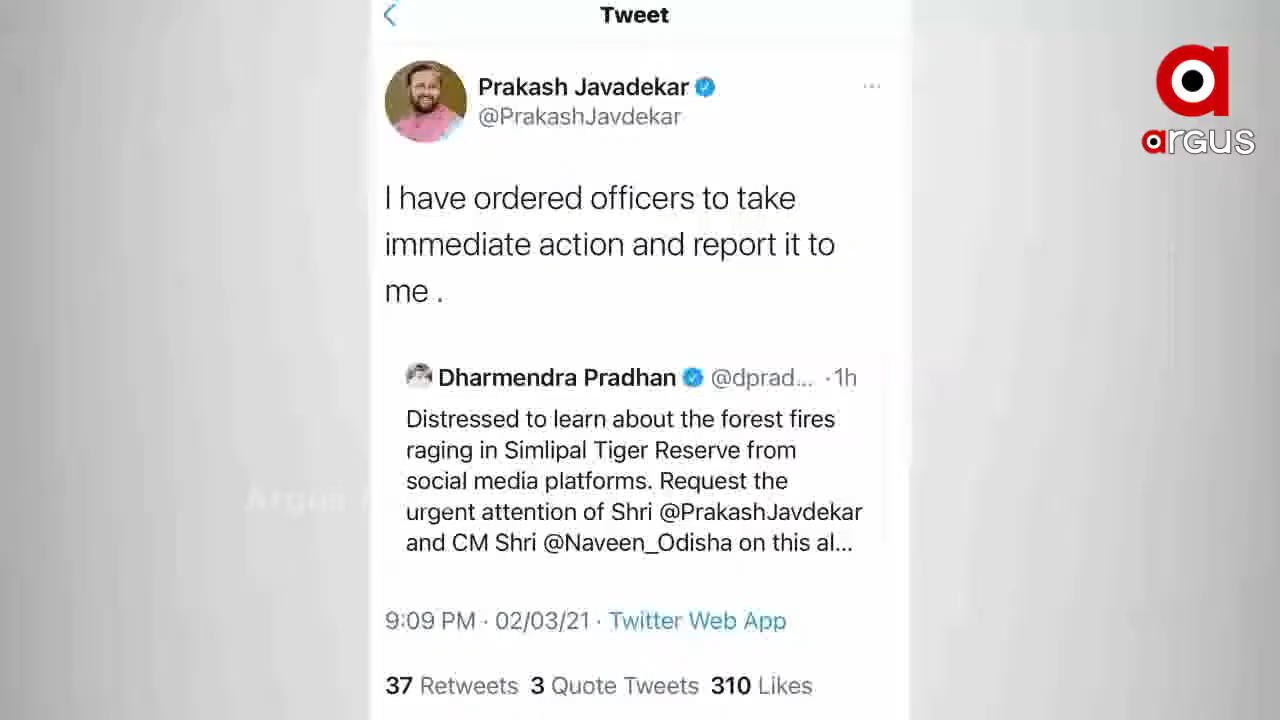 Tweet
Prakash Javadekar
@PrakashJavdekar
I have ordered officers to take
immediate action and report it to
me .
Dharmendra Pradhan @dprad... · 1h
Distressed to learn about the forest fires
raging in Simlipal Tiger Reserve from
social media platforms. Request the
urgent attention of Shri @PrakashJavdekar
and CM Shri @Naveen_Odisha on this al...
9:09 PM · 02/03/21 · Twitter Web App
37 Retweets 3 Quote Tweets 310 Likes
argus
Argus